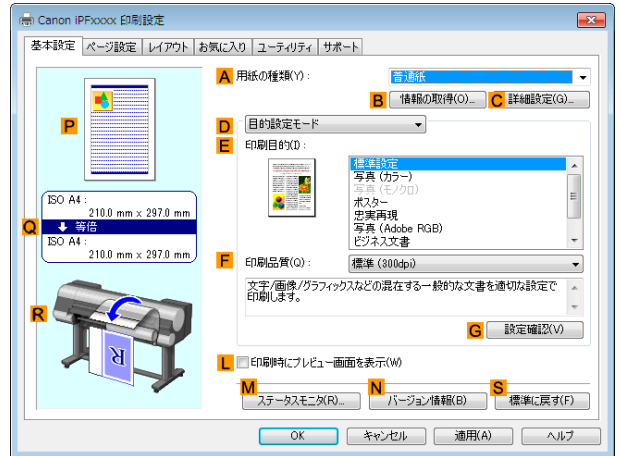 Canon iPFxxxx 印刷設定
基本設定 ページ設定 レイアウト お気に入り ユーティリティ サポート
A 用紙の種類(Y) : 普通紙
B 情報の取得(O)... C 詳細設定(G)...
P
D 目的設定モード
E 印刷目的(I) :
標準設定
写真 (カラー)
写真 (モノクロ)
ポスター
忠実再現
写真 (Adobe RGB)
ビジネス文書
ISO A4 :
210.0 mm x 297.0 mm
Q 等倍
ISO A4 :
210.0 mm x 297.0 mm
F 印刷品質(Q) : 標準 (300dpi)
文字/画像/グラフィックスなどの混在する一般的な文書を適切な設定で
印刷します。
R
R
G 設定確認(V)
L 印刷時にプレビュー画面を表示(W)
M ステータスモニタ(R)... N バージョン情報(B) S 標準に戻す(F)
OK キャンセル 適用(A) ヘルプ